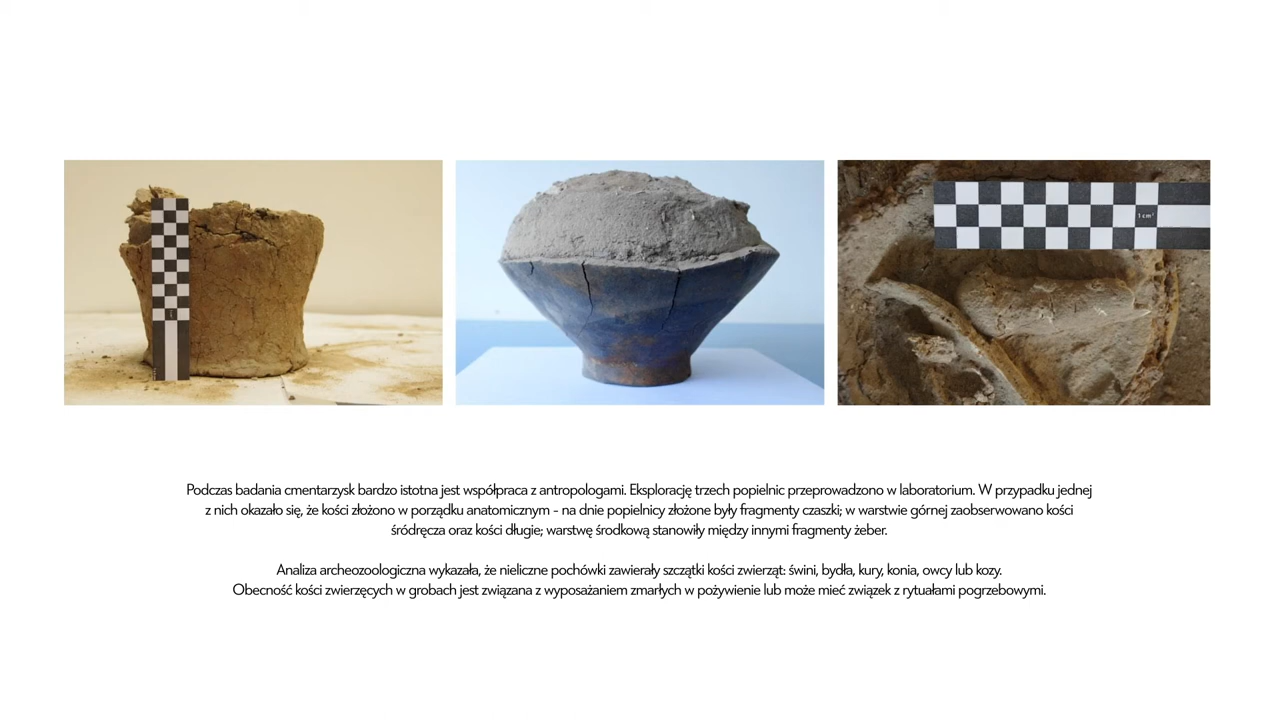 1 cm²
Podczas badania cmentarzysk bardzo istotna jest współpraca z antropologami. Eksplorację trzech popielnic przeprowadzono w laboratorium. W przypadku jednej
z nich okazało się, że kości złożono w porządku anatomicznym - na dnie popielnicy złożone były fragmenty czaszki; w warstwie górnej zaobserwowano kości
śródręcza oraz kości długie; warstwę środkową stanowiły między innymi fragmenty żeber.
Analiza archeozoologiczna wykazała, że nieliczne pochówki zawierały szczątki kości zwierząt: świni, bydła, kury, konia, owcy lub kozy.
Obecność kości zwierzęcych w grobach jest związana z wyposażaniem zmarłych w pożywienie lub może mieć związek z rytuałami pogrzebowymi.